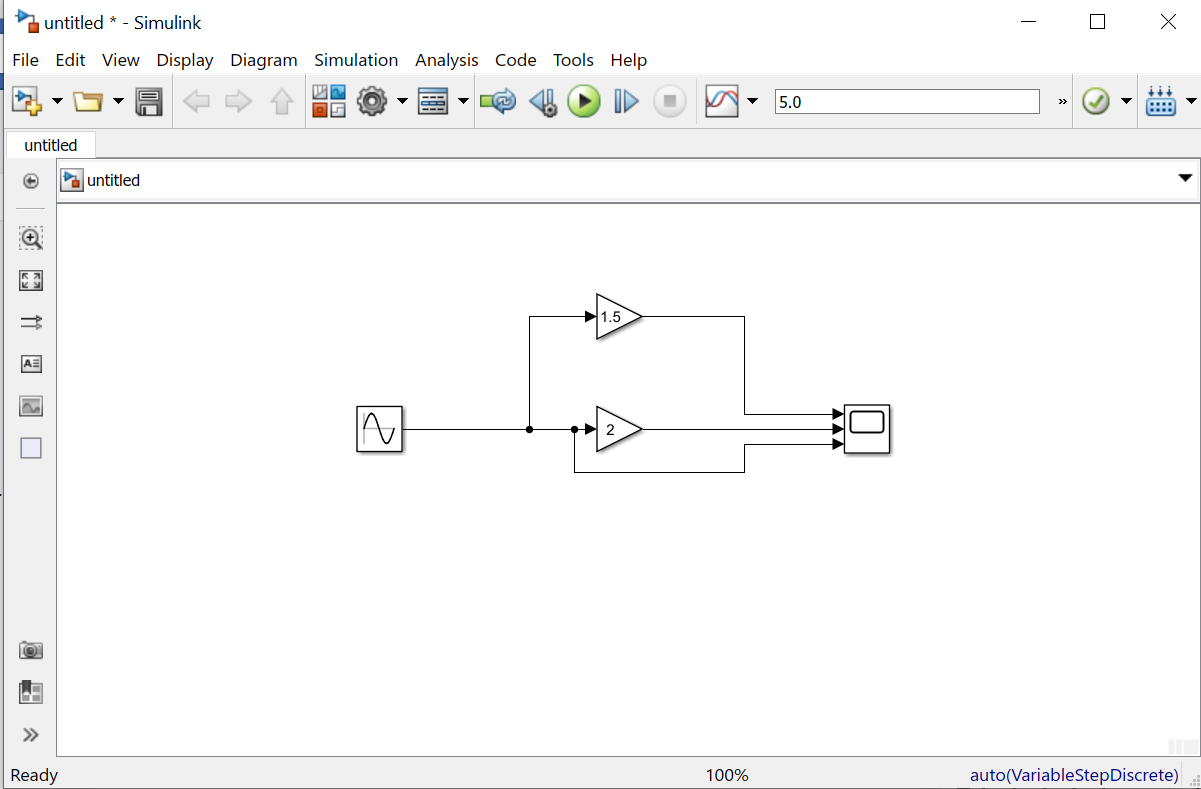 untitled * - Simulink
File Edit View Display Diagram Simulation Analysis Code Tools Help
5.0 »
untitled
untitled
1.5
2
Ready 100% auto(VariableStepDiscrete)